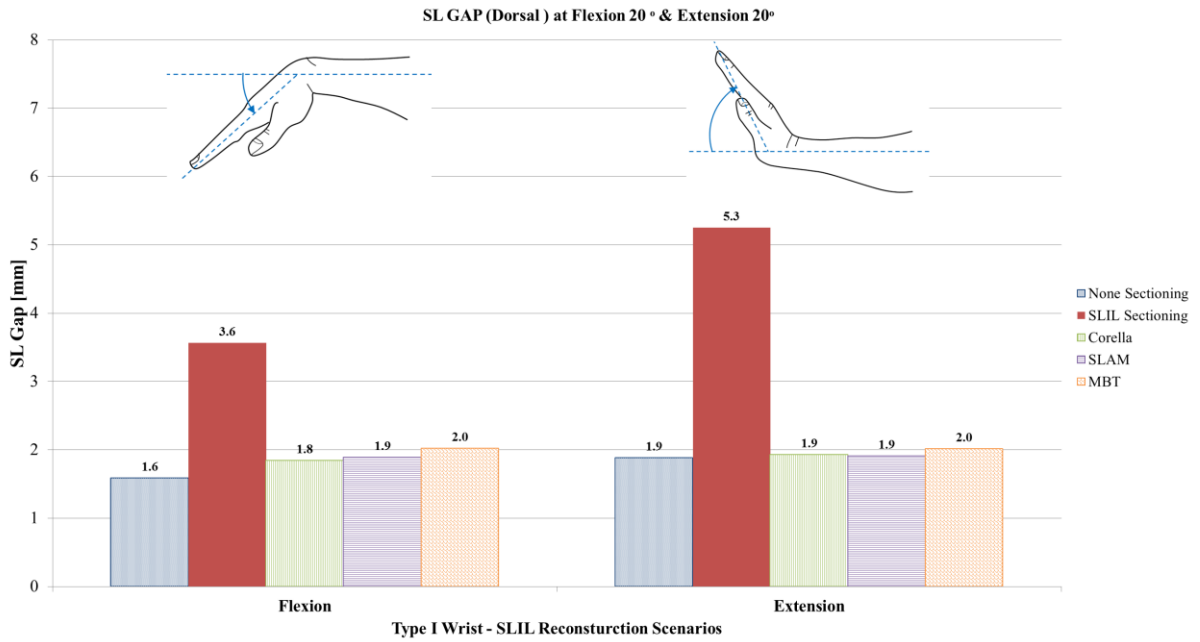 SL GAP (Dorsal ) at Flexion 20 º & Extension 20º
8
7
6
5
4
3
2
1
0
SL Gap [mm]
1.6
3.6
1.8
1.9
2.0
1.9
5.3
1.9
1.9
2.0
Flexion
Extension
Type I Wrist - SLIL Reconsturction Scenarios
None Sectioning
SLIL Sectioning
Corella
SLAM
MBT